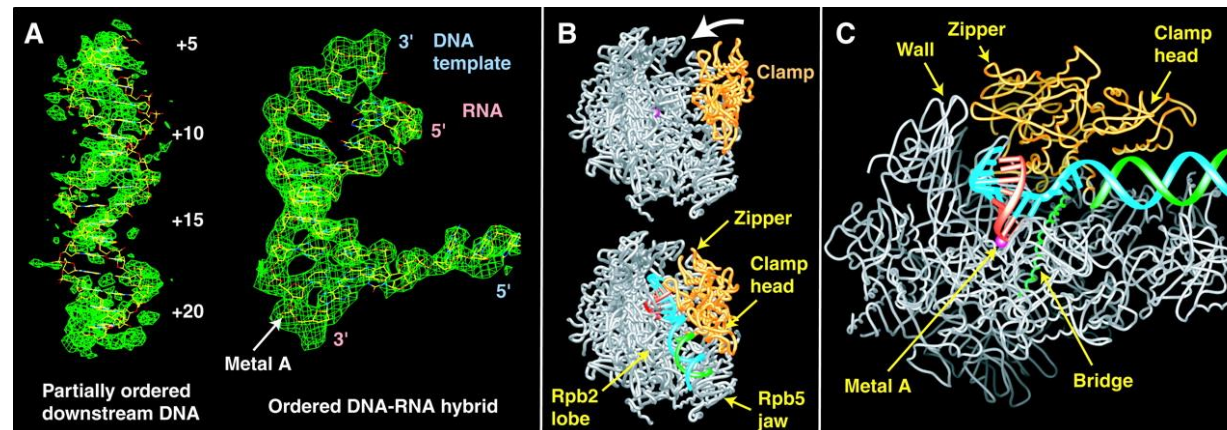 A
+5
+10
+15
+20
Partially ordered
downstream DNA
3'
DNA
template
RNA
5'
5'
3'
Metal A
Ordered DNA-RNA hybrid
B
Clamp
Zipper
Clamp
head
Rpb2
lobe
Rpb5
jaw
C
Wall
Zipper
Clamp
head
Metal A
Bridge